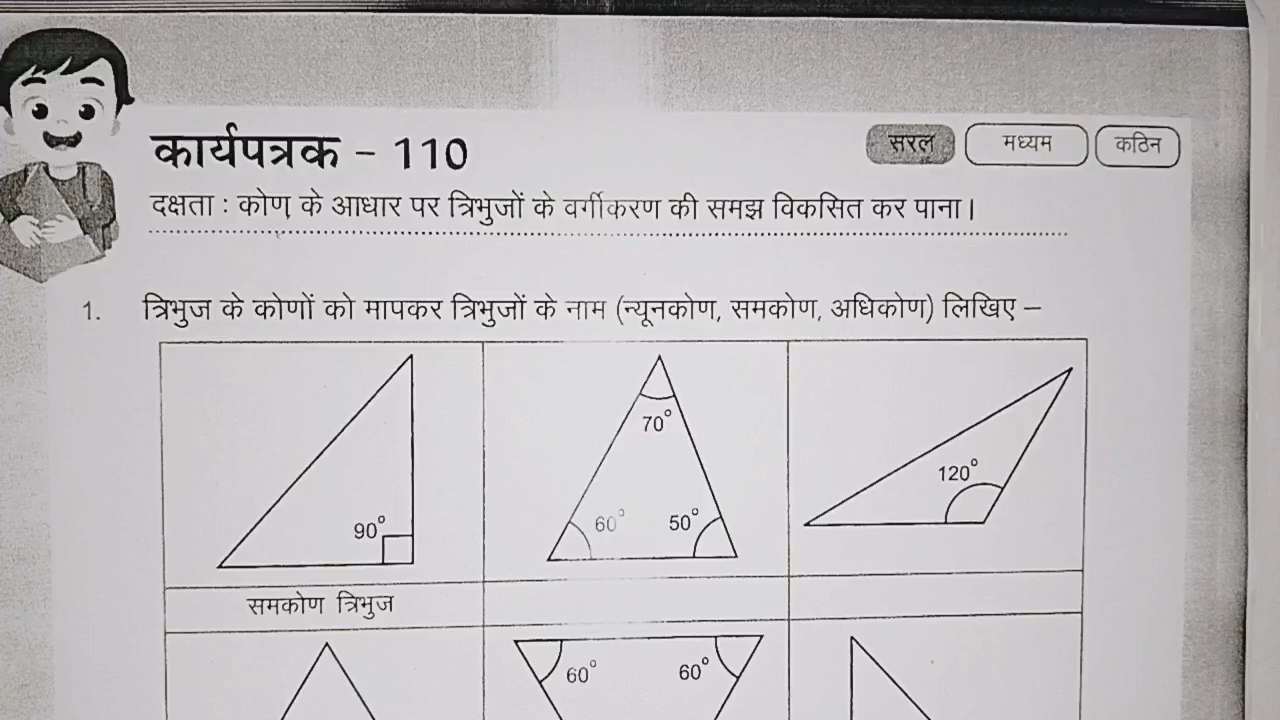 कार्यपत्रक - 110
सरल
मध्यम
कठिन
दक्षता : कोण के आधार पर त्रिभुजों के वर्गीकरण की समझ विकसित कर पाना।
1. त्रिभुज के कोणों को मापकर त्रिभुजों के नाम (न्यूनकोण, समकोण, अधिकोण) लिखिए –
90°
70°
60° 50°
120°
समकोण त्रिभुज
60° 60°